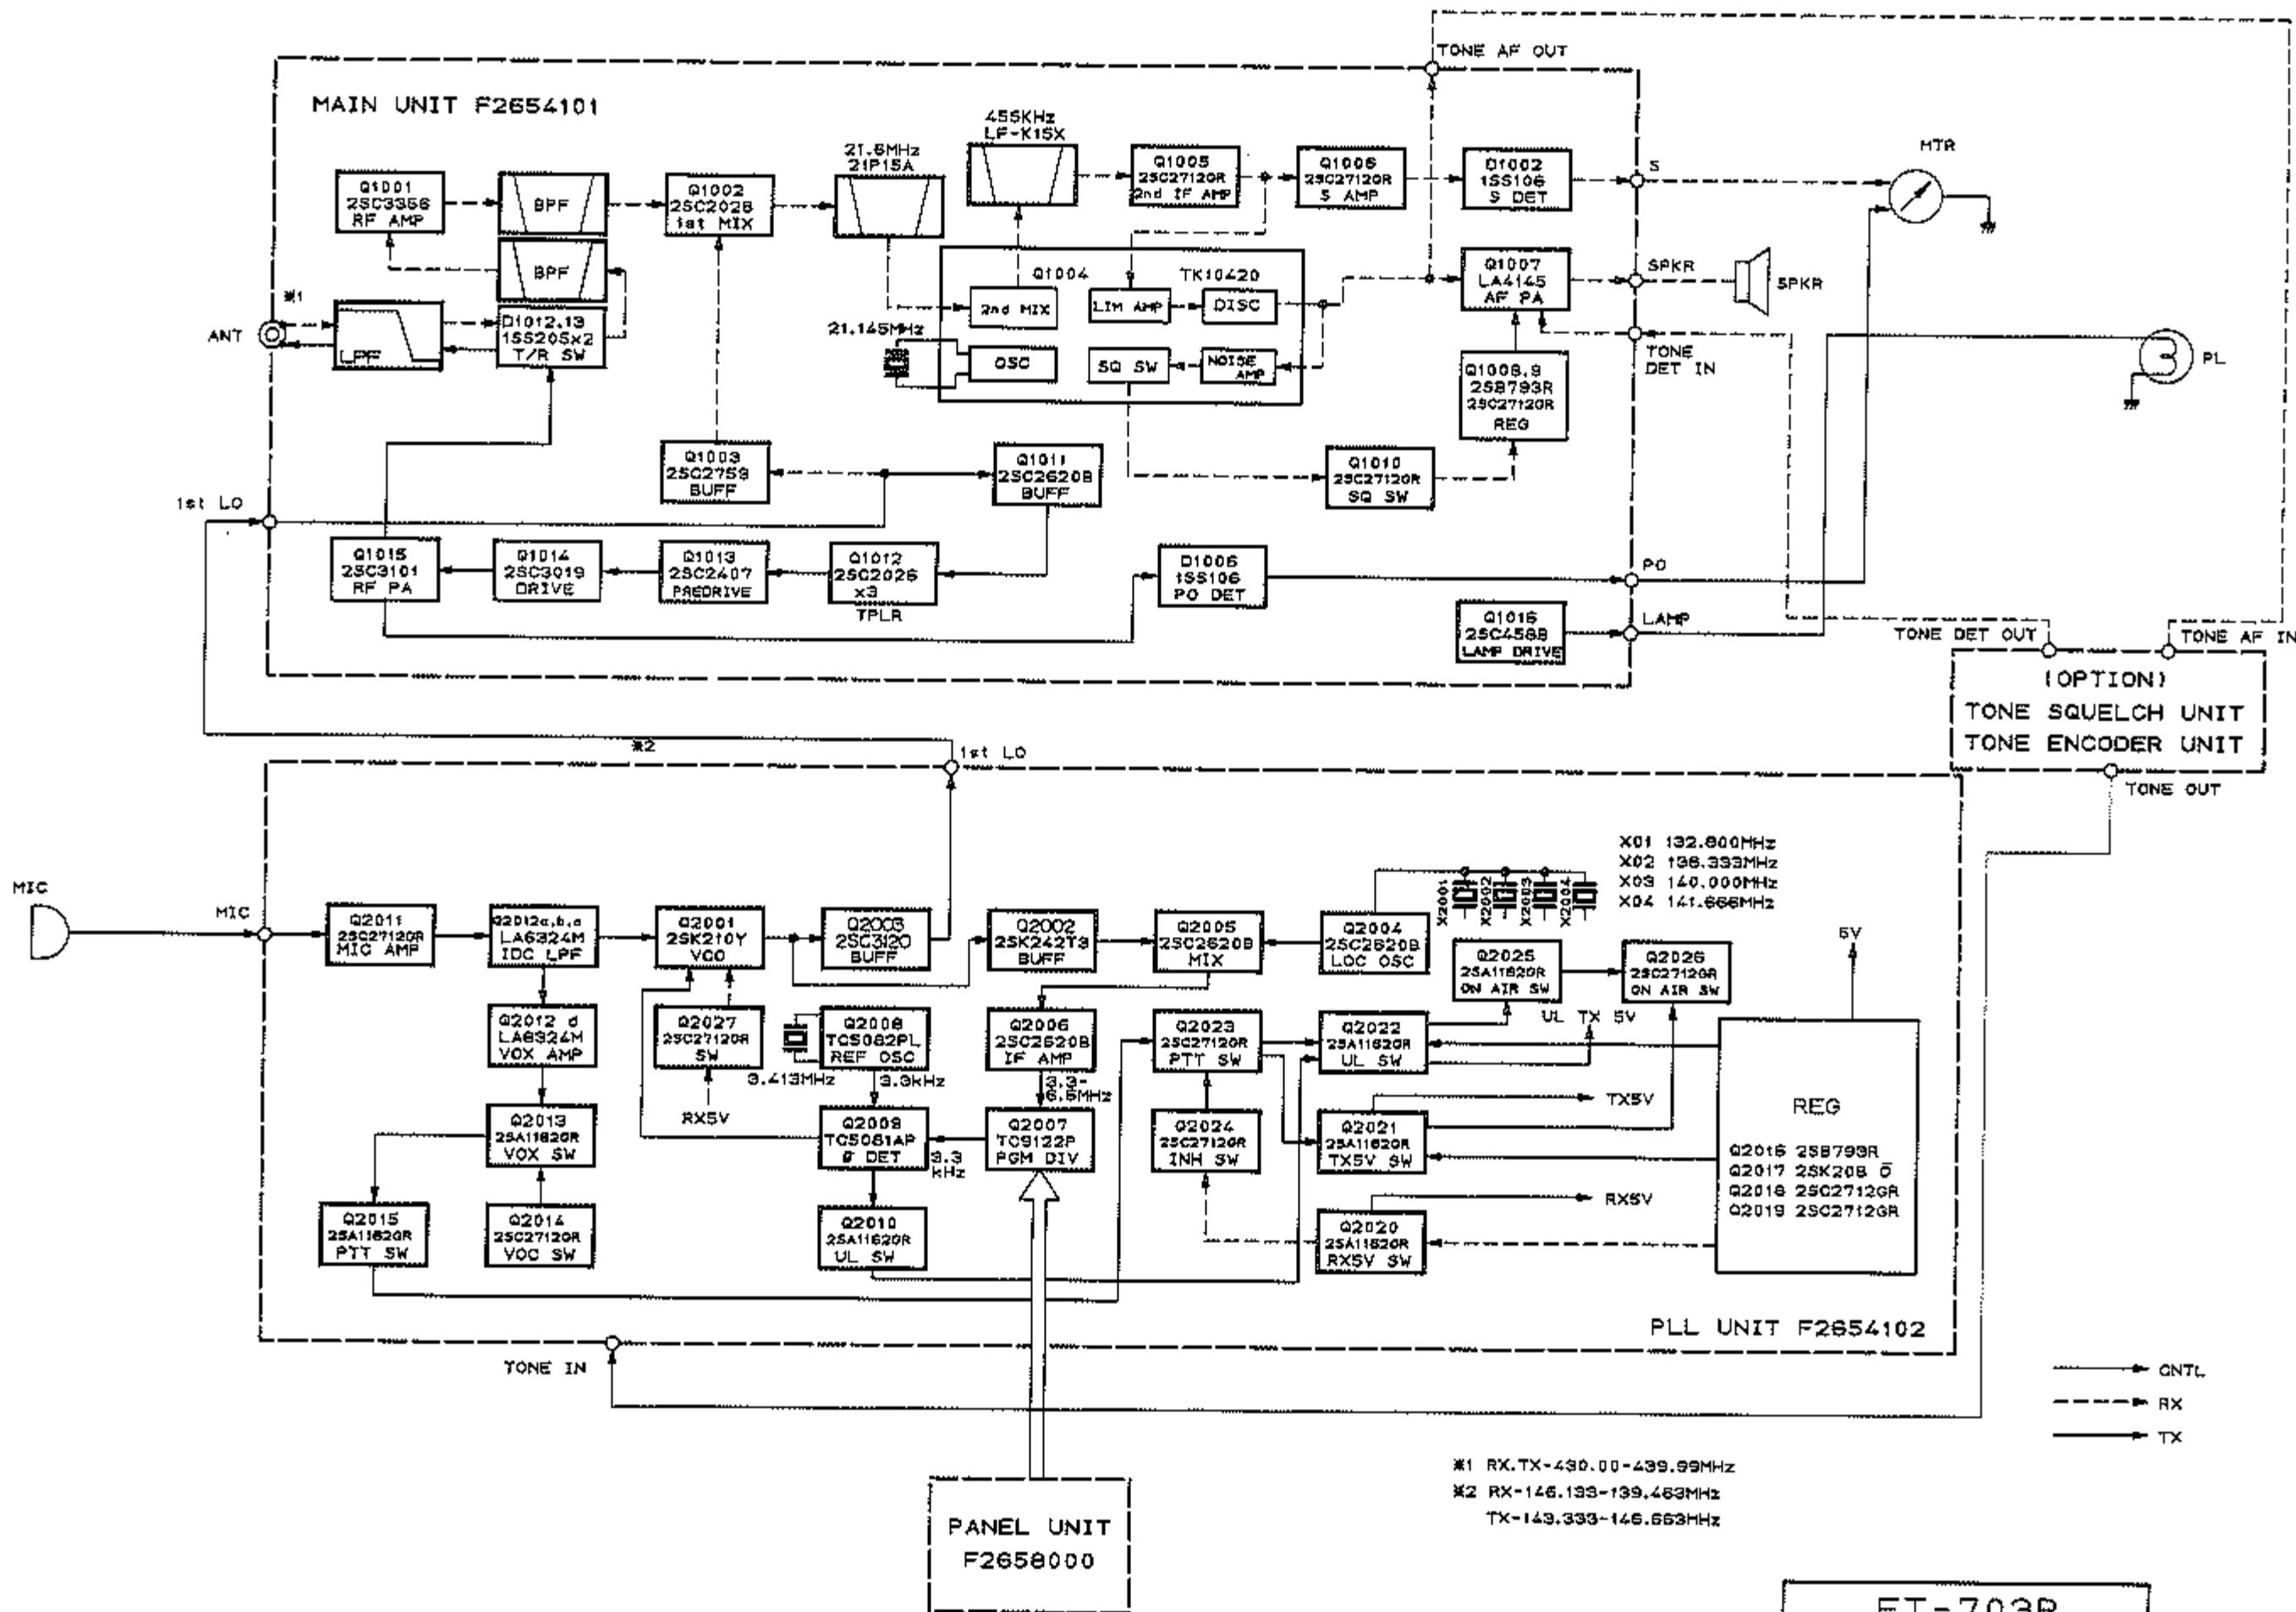 TONE AF OUT
MAIN UNIT F2654101
455KHz
LF-K15X
21.6MHz
21P15A
Q1001
2SC3356
RF AMP
BPF
Q1002
2SC2026
1st MIX
Q1005
2SC2712GR
2nd IF AMP
Q1006
2SC2712GR
S AMP
D1002
1SS106
S DET
S
MTR
BPF
Q1004
TK10420
2nd MIX
LIM AMP
DISC
Q1007
LA4145
AF PA
SPKR
SPKR
※1
ANT
LPF
D1012.13
1SS205x2
T/R SW
21.145MHz
OSC
SQ SW
NOISE
AMP
TONE
DET IN
PL
Q1008,9
2SB793R
2SC2712GR
REG
Q1003
2SC2759
BUFF
Q1011
2SC2620B
BUFF
Q1010
2SC2712GR
SQ SW
1st LO
Q1015
2SC3101
RF PA
Q1014
2SC3019
DRIVE
Q1013
2SC2407
PREDRIVE
Q1012
2SC2026
x3
TPLR
D1006
1SS106
PO DET
PO
Q1016
2SC458B
LAMP DRIVE
LAMP
TONE DET OUT
TONE AF IN
(OPTION)
TONE SQUELCH UNIT
TONE ENCODER UNIT
TONE OUT
※2
1st LO
X01 132.800MHz
X02 138.333MHz
X03 140.000MHz
X04 141.666MHz
X2001
X2002
X2003
X2004
MIC
MIC
Q2011
2SC2712GR
MIC AMP
Q2012a,b,c
LA6324M
IDC LPF
Q2001
2SK210Y
VCO
Q2003
2SC3120
BUFF
Q2002
2SK242T3
BUFF
Q2005
2SC2620B
MIX
Q2004
2SC2620B
LOC OSC
Q2025
2SA1162GR
ON AIR SW
Q2026
2SC2712GR
ON AIR SW
5V
Q2012 d
LA6324M
VOX AMP
Q2027
2SC2712GR
SW
RX5V
3.413MHz
Q2008
TC5082PL
REF OSC
3.3kHz
Q2006
2SC2620B
IF AMP
3.3-
6.6MHz
Q2023
2SC2712GR
PTT SW
Q2022
2SA1162GR
UL SW
UL TX 5V
Q2013
2SA1162GR
VOX SW
Q2009
TC5081AP
Ø DET
3.3
kHz
Q2007
TC9122P
PGM DIV
Q2024
2SC2712GR
INH SW
Q2021
2SA1162GR
TX5V SW
TX5V
REG
Q2016 2SB793R
Q2017 2SK208 Ō
Q2018 2SC2712GR
Q2019 2SC2712GR
Q2015
2SA1162GR
PTT SW
Q2014
2SC2712GR
VOC SW
Q2010
2SA1162GR
UL SW
Q2020
2SA1162GR
RX5V SW
RX5V
PLL UNIT F2654102
TONE IN
CNTL
RX
TX
※1 RX.TX-430.00-439.99MHz
※2 RX-146.133-139.463MHz
TX-143.333-146.663MHz
PANEL UNIT
F2658000
FT-703R